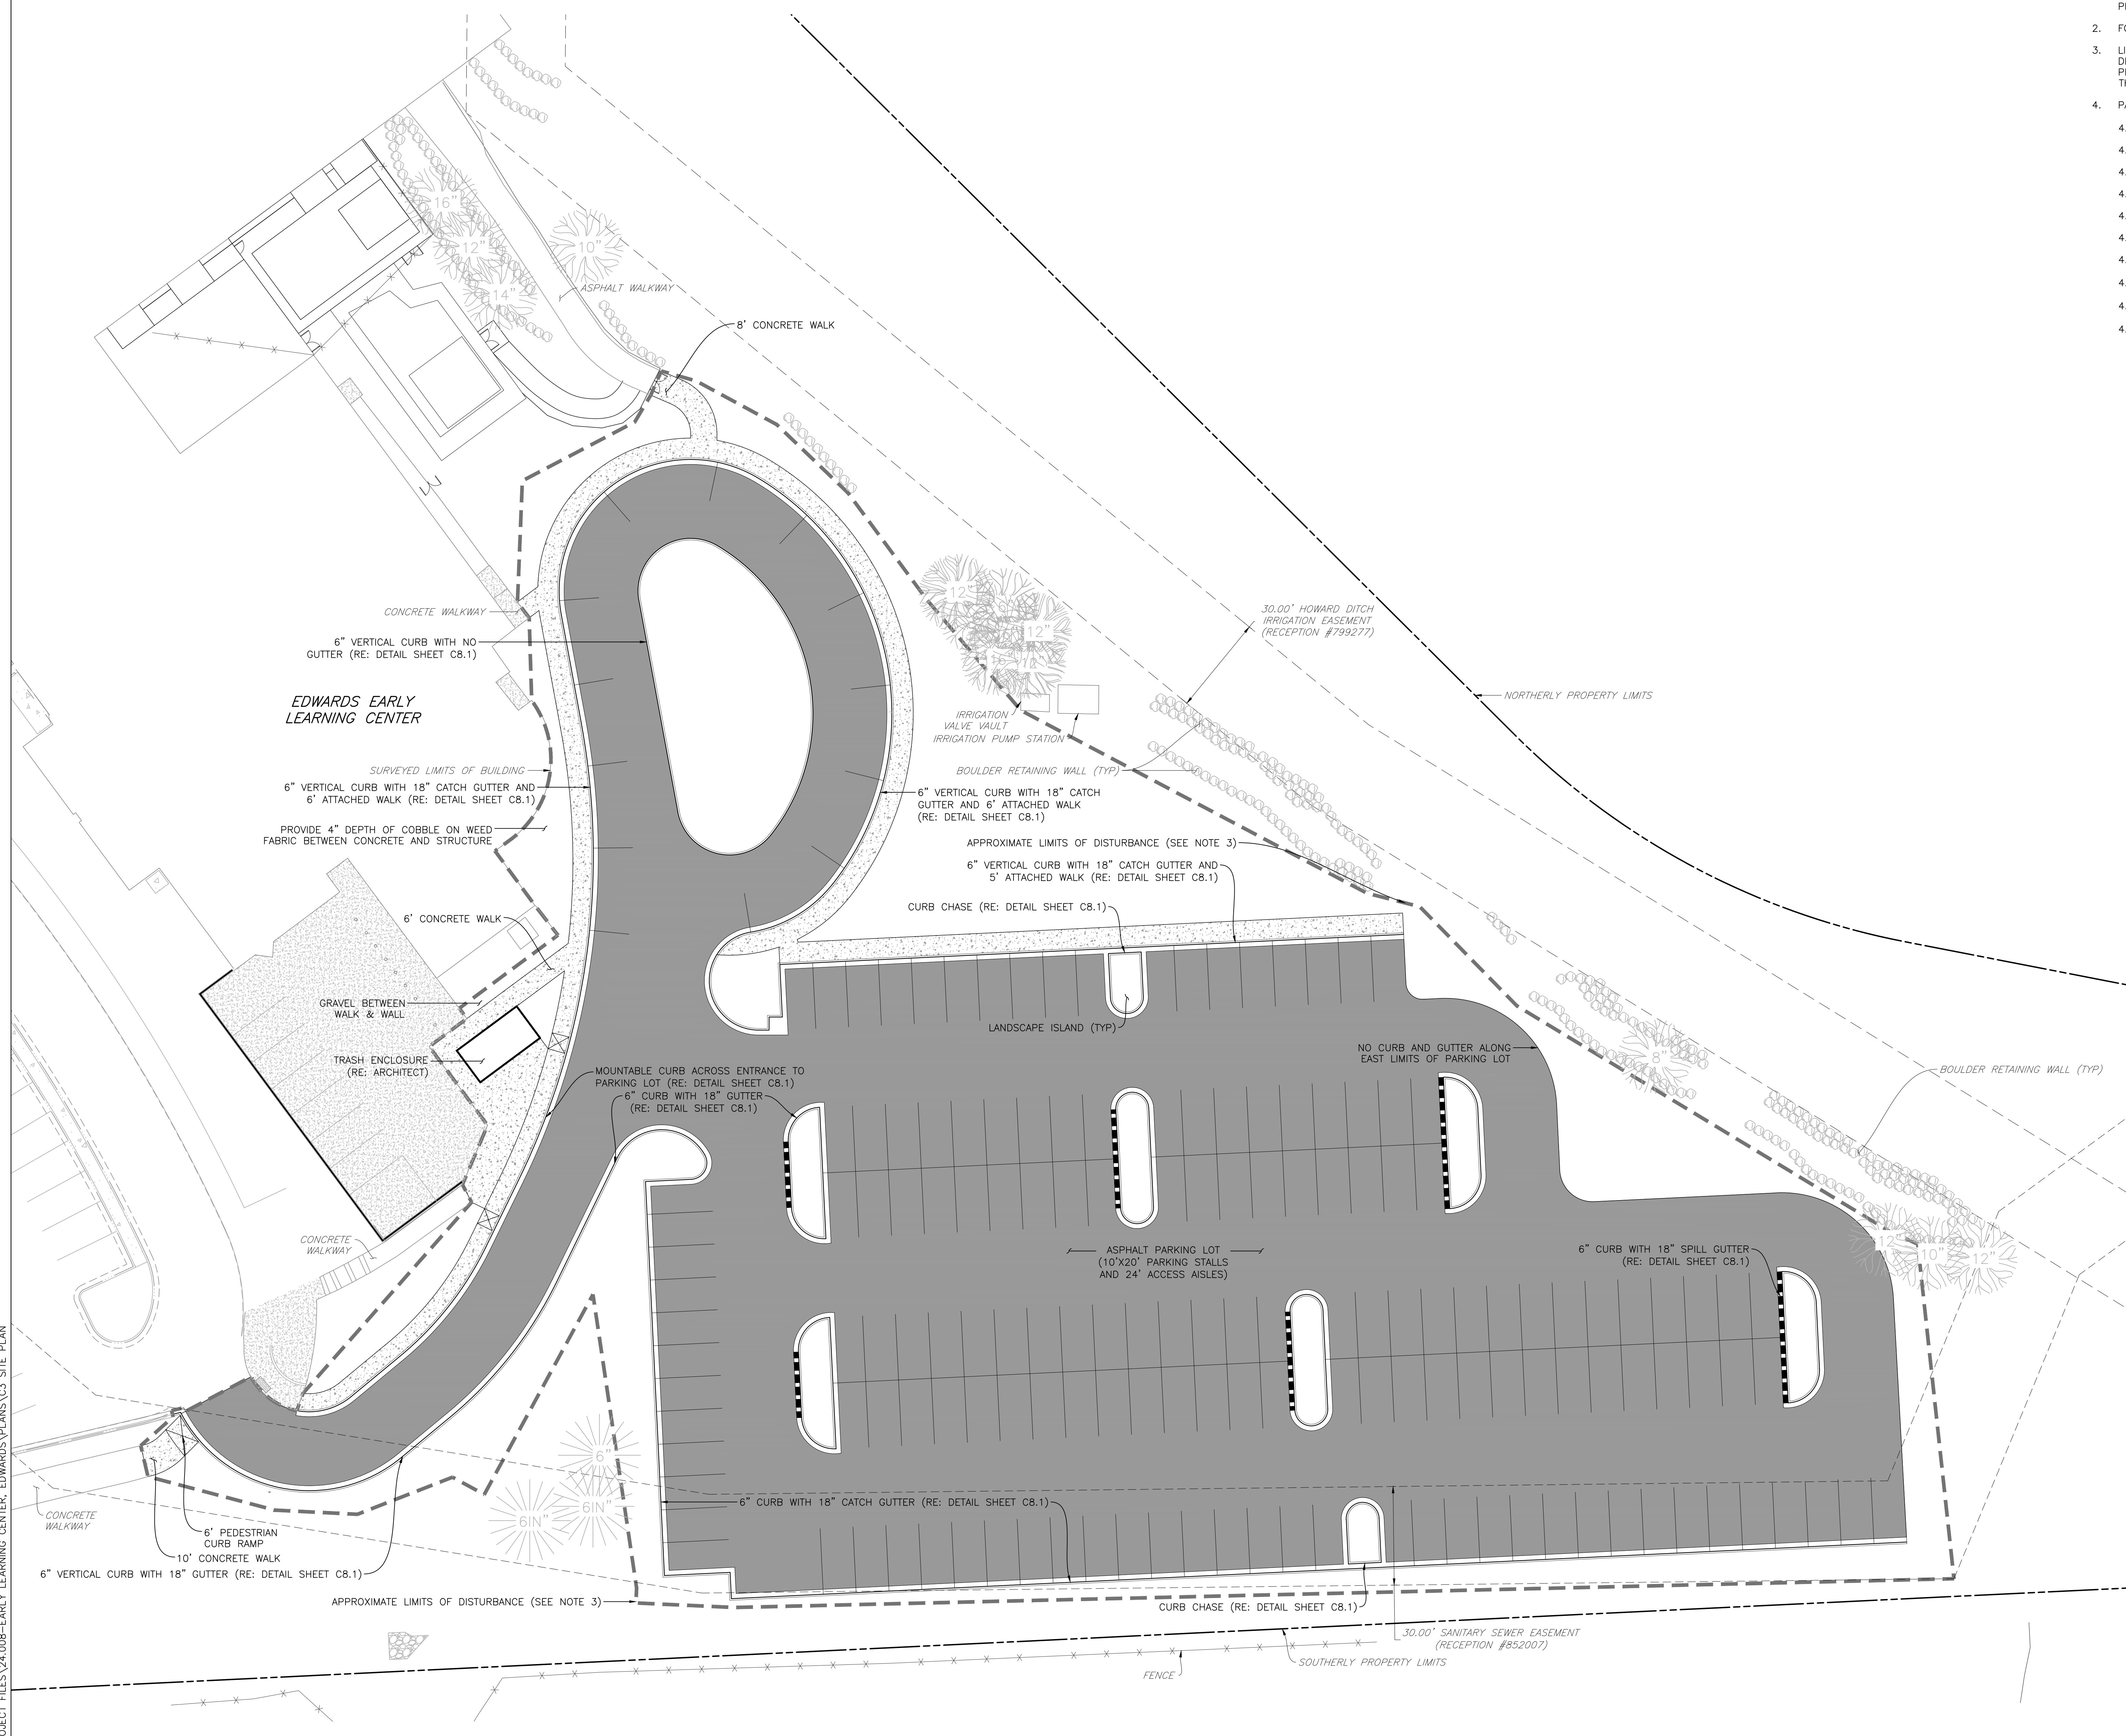 2.
3.
4.
16"
12"
10"
14"
ASPHALT WALKWAY
8' CONCRETE WALK
CONCRETE WALKWAY
6" VERTICAL CURB WITH NO
GUTTER (RE: DETAIL SHEET C8.1)
EDWARDS EARLY
LEARNING CENTER
12"
12"
30.00' HOWARD DITCH
IRRIGATION EASEMENT
(RECEPTION #799277)
NORTHERLY PROPERTY LIMITS
IRRIGATION
VALVE VAULT
IRRIGATION PUMP STATION
SURVEYED LIMITS OF BUILDING
BOULDER RETAINING WALL (TYP)
6" VERTICAL CURB WITH 18" CATCH GUTTER AND
6' ATTACHED WALK (RE: DETAIL SHEET C8.1)
6" VERTICAL CURB WITH 18" CATCH
GUTTER AND 6' ATTACHED WALK
(RE: DETAIL SHEET C8.1)
PROVIDE 4" DEPTH OF COBBLE ON WEED
FABRIC BETWEEN CONCRETE AND STRUCTURE
APPROXIMATE LIMITS OF DISTURBANCE (SEE NOTE 3)
6" VERTICAL CURB WITH 18" CATCH GUTTER AND
5' ATTACHED WALK (RE: DETAIL SHEET C8.1)
CURB CHASE (RE: DETAIL SHEET C8.1)
6' CONCRETE WALK
GRAVEL BETWEEN
WALK & WALL
LANDSCAPE ISLAND (TYP)
TRASH ENCLOSURE
(RE: ARCHITECT)
NO CURB AND GUTTER ALONG
EAST LIMITS OF PARKING LOT
8"
BOULDER RETAINING WALL (TYP)
MOUNTABLE CURB ACROSS ENTRANCE TO
PARKING LOT (RE: DETAIL SHEET C8.1)
6" CURB WITH 18" GUTTER
(RE: DETAIL SHEET C8.1)
CONCRETE
WALKWAY
ASPHALT PARKING LOT
(10'X20' PARKING STALLS
AND 24' ACCESS AISLES)
6" CURB WITH 18" SPILL GUTTER
(RE: DETAIL SHEET C8.1)
12"
10"
12"
6"
6IN"
6IN"
6" CURB WITH 18" CATCH GUTTER (RE: DETAIL SHEET C8.1)
CONCRETE
WALKWAY
6' PEDESTRIAN
CURB RAMP
10' CONCRETE WALK
6" VERTICAL CURB WITH 18" GUTTER (RE: DETAIL SHEET C8.1)
APPROXIMATE LIMITS OF DISTURBANCE (SEE NOTE 3)
CURB CHASE (RE: DETAIL SHEET C8.1)
30.00' SANITARY SEWER EASEMENT
(RECEPTION #852007)
SOUTHERLY PROPERTY LIMITS
FENCE
FILES\24.008-EARLY LEARNING CENTER, EDWARDS\PLANS\C3 SITE PLAN